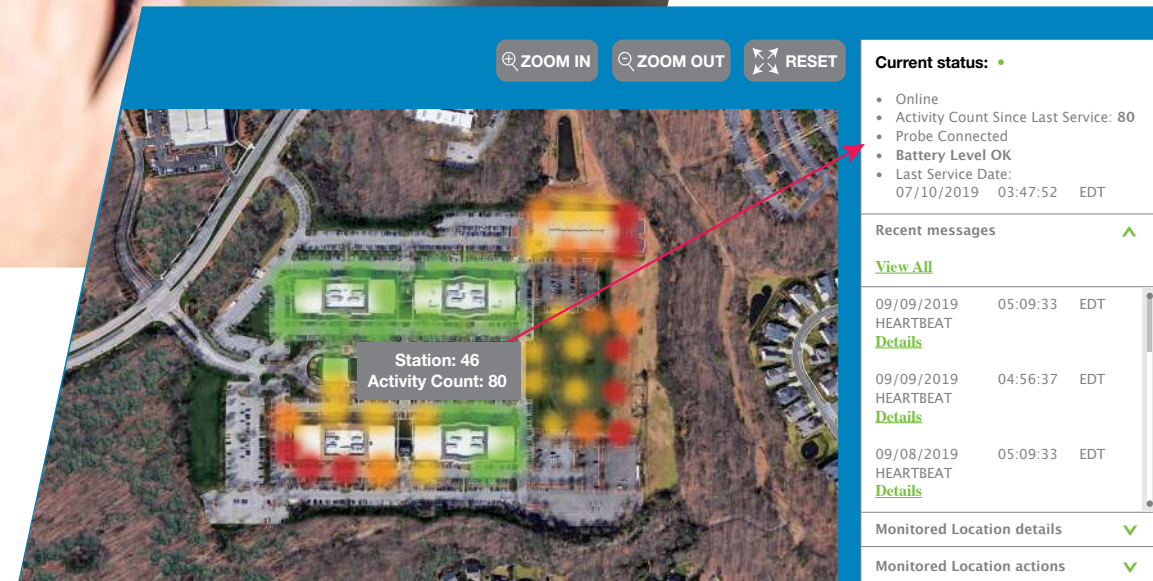 ZOOM IN
ZOOM OUT
RESET
Station: 46
Activity Count: 80
Current status:
Online
Activity Count Since Last Service: 80
Probe Connected
Battery Level OK
Last Service Date:
07/10/2019 03:47:52 EDT
Recent messages
View All
09/09/2019 05:09:33 EDT
HEARTBEAT
Details
09/09/2019 04:56:37 EDT
HEARTBEAT
Details
09/08/2019 05:09:33 EDT
HEARTBEAT
Details
Monitored Location details
Monitored Location actions